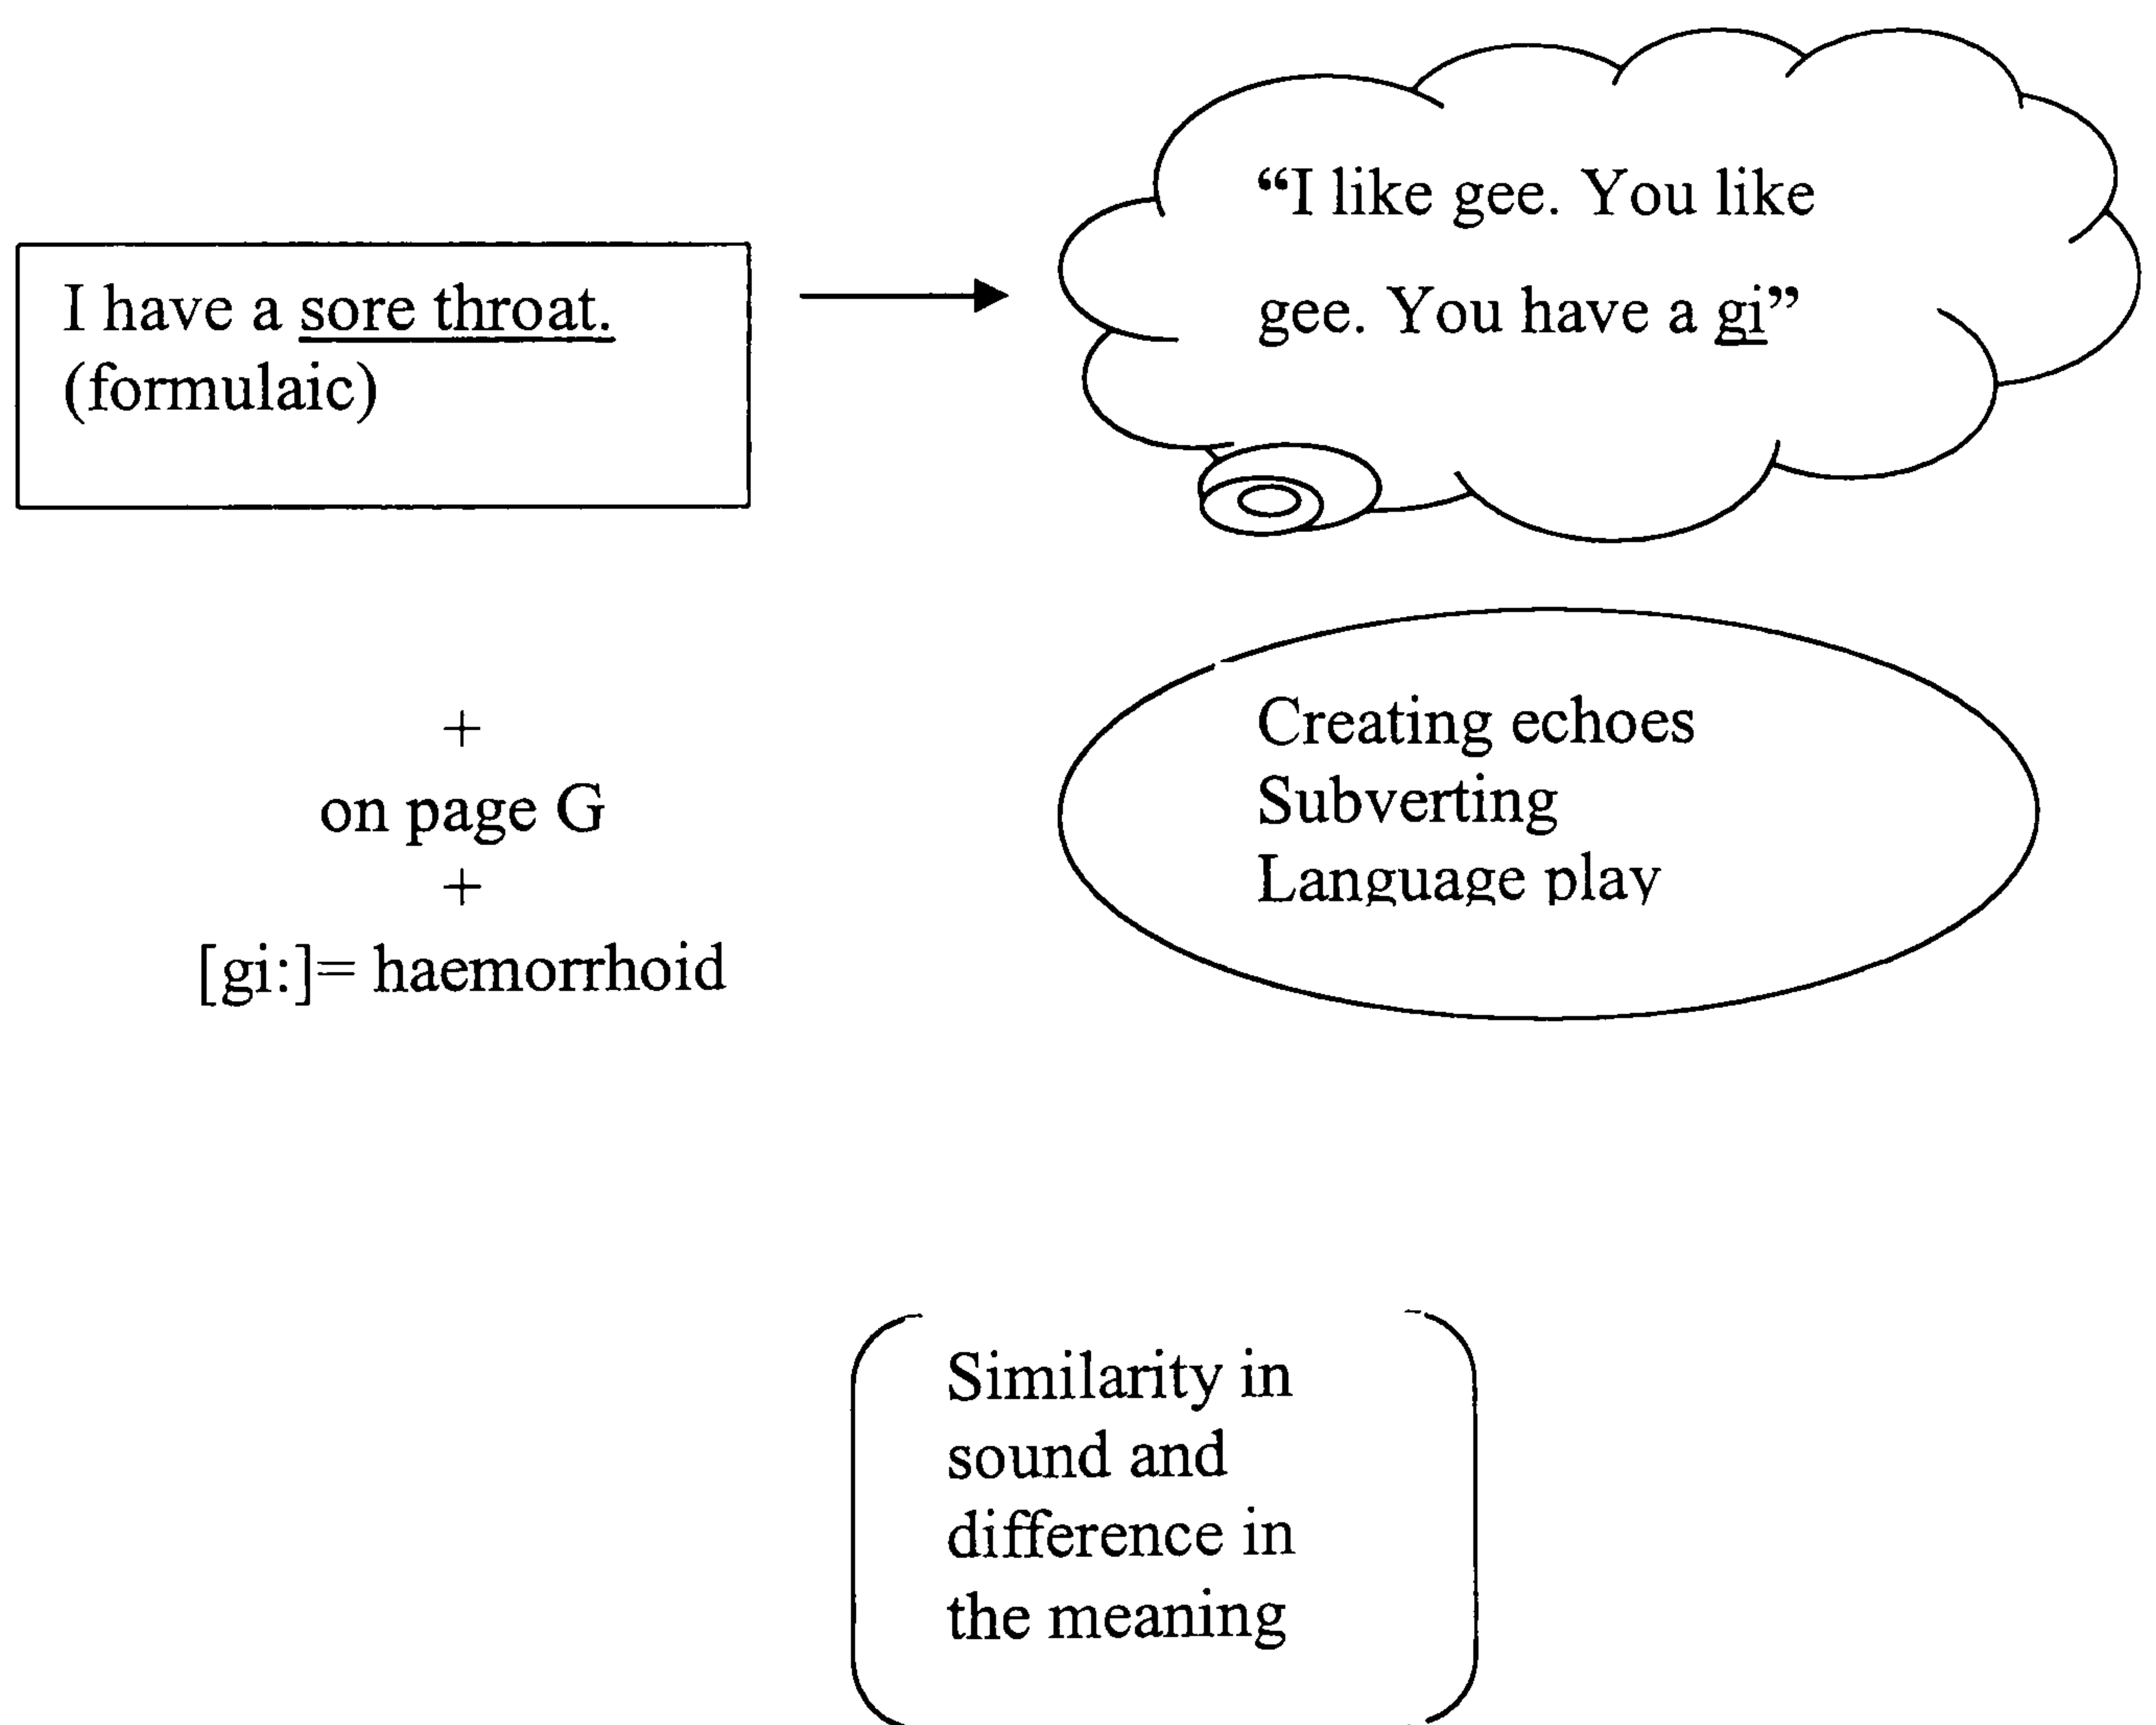 I have a sore throat.
(formulaic)
“I like gee. You like
gee. You have a gi”
+
on page G
+
[gi:]= haemorrhoid
Creating echoes
Subverting
Language play
Similarity in
sound and
difference in
the meaning